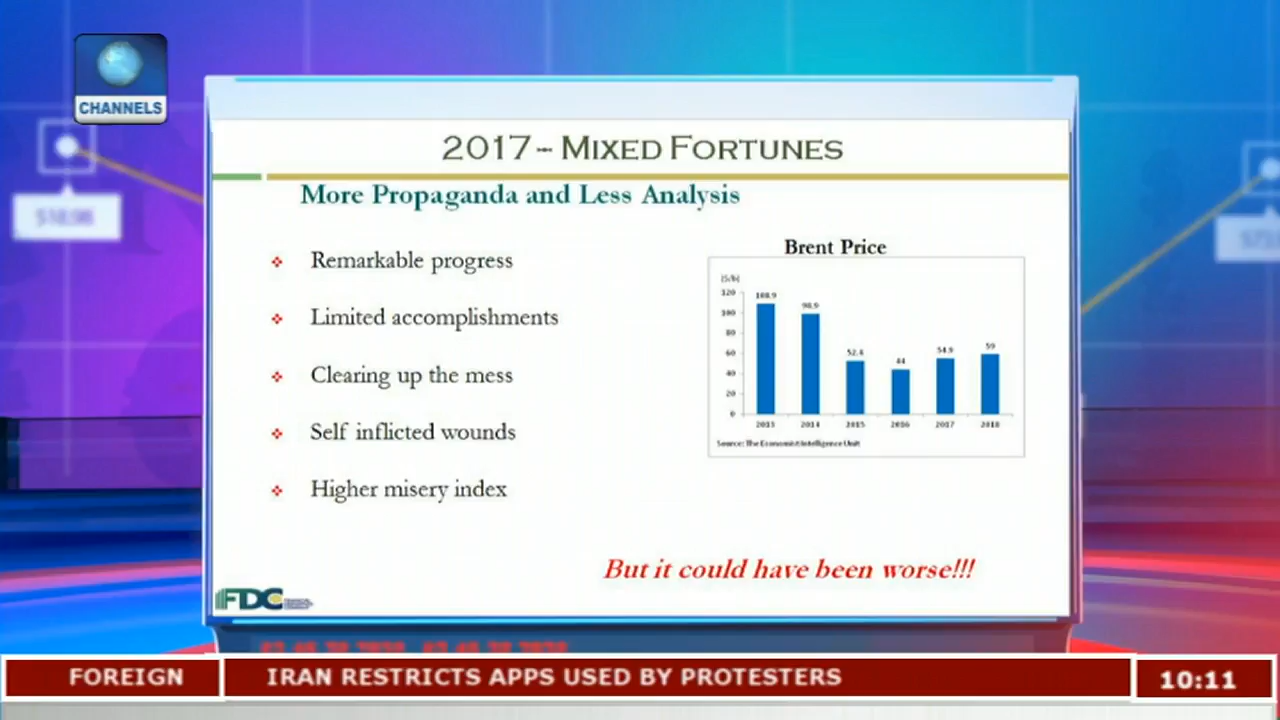 CHANNELS
2017 – MIXED FORTUNES
More Propaganda and Less Analysis
Remarkable progress
Limited accomplishments
Clearing up the mess
Self inflicted wounds
Higher misery index
Brent Price
($/b)
120
100
80
60
40
20
0
108.9
98.9
52.4
44
54.9
59
2013 2014 2015 2016 2017 2018
Source: The Economist Intelligence Unit
But it could have been worse!!!
FDC
FOREIGN
IRAN RESTRICTS APPS USED BY PROTESTERS
10:11